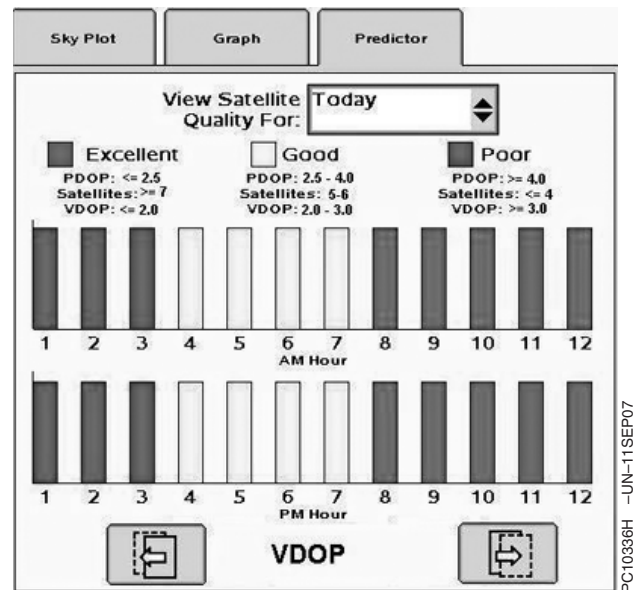 Sky Plot Graph Predictor
View Satellite Today
Quality For:
Excellent Good Poor
PDOP: <= 2.5 PDOP: 2.5 - 4.0 PDOP: >= 4.0
Satellites: >= 7 Satellites: 5-6 Satellites: <= 4
VDOP: <= 2.0 VDOP: 2.0 - 3.0 VDOP: >= 3.0
1 2 3 4 5 6 7 8 9 10 11 12
AM Hour
1 2 3 4 5 6 7 8 9 10 11 12
PM Hour
VDOP
PC10336H –UN–11SEP07